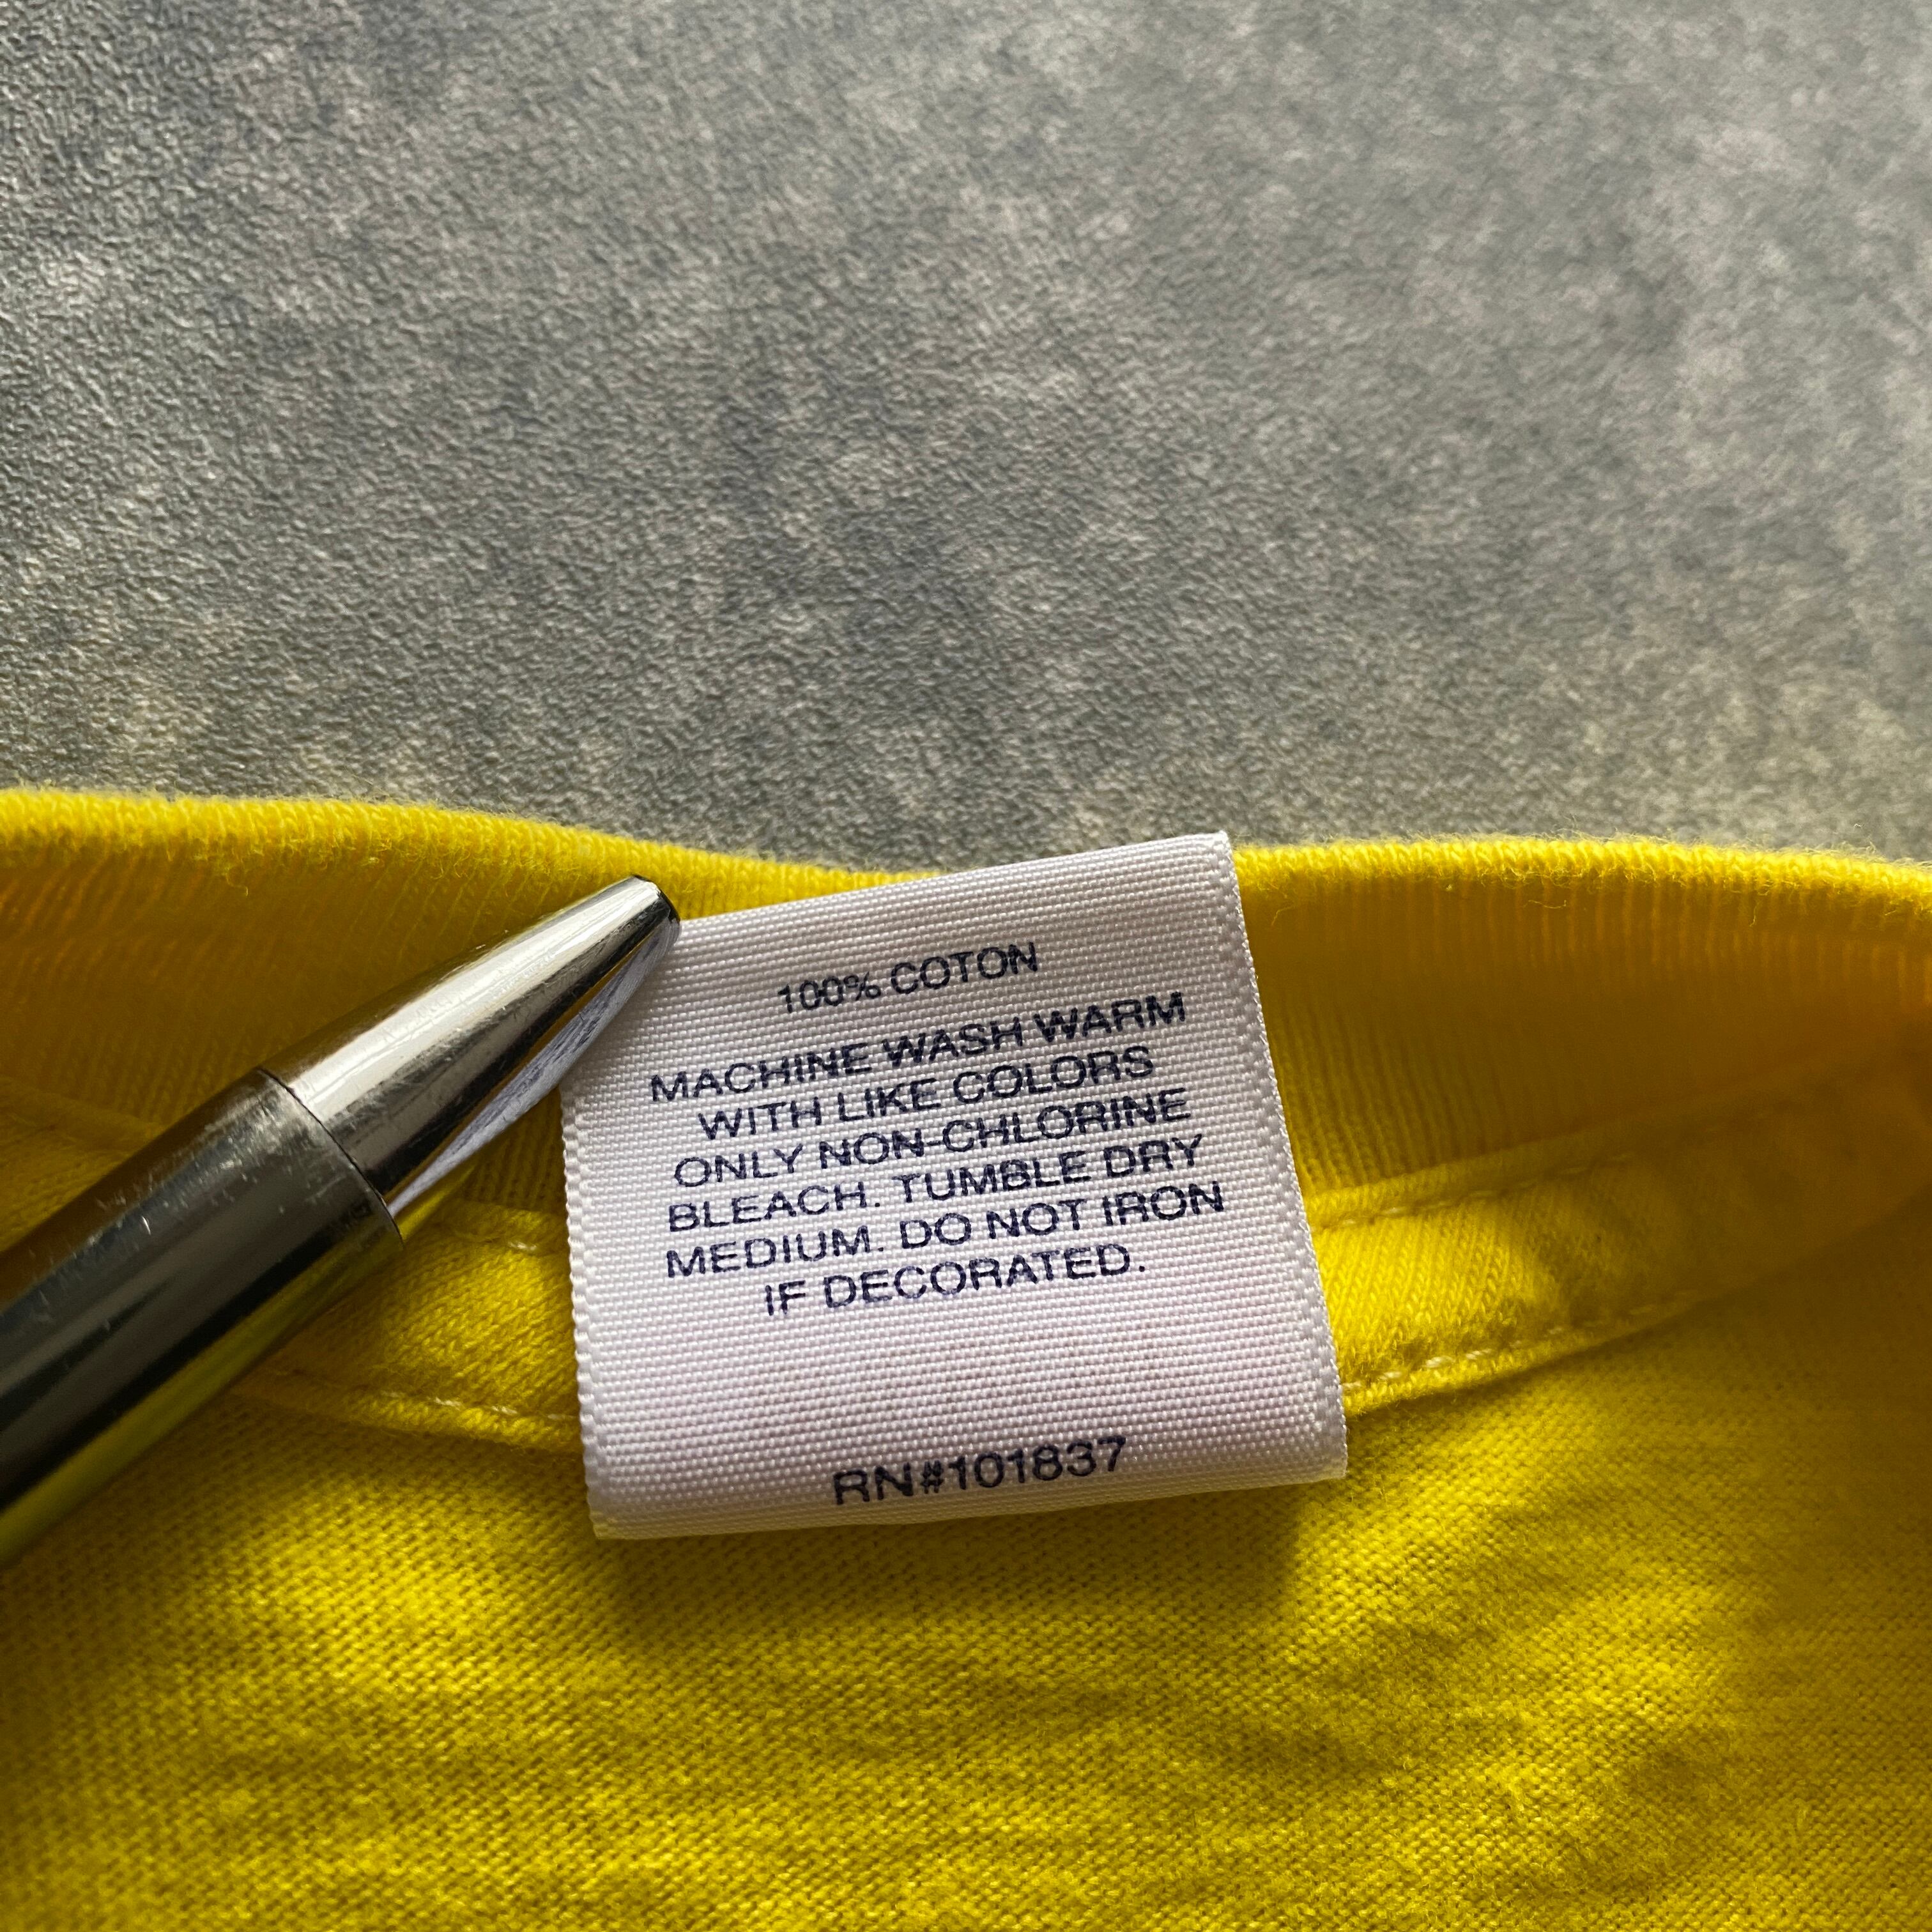 100% COTON
MACHINE WASH WARM
WITH LIKE COLORS
ONLY NON-CHLORINE
BLEACH. TUMBLE DRY
MEDIUM. DO NOT IRON
IF DECORATED.
RN#101837